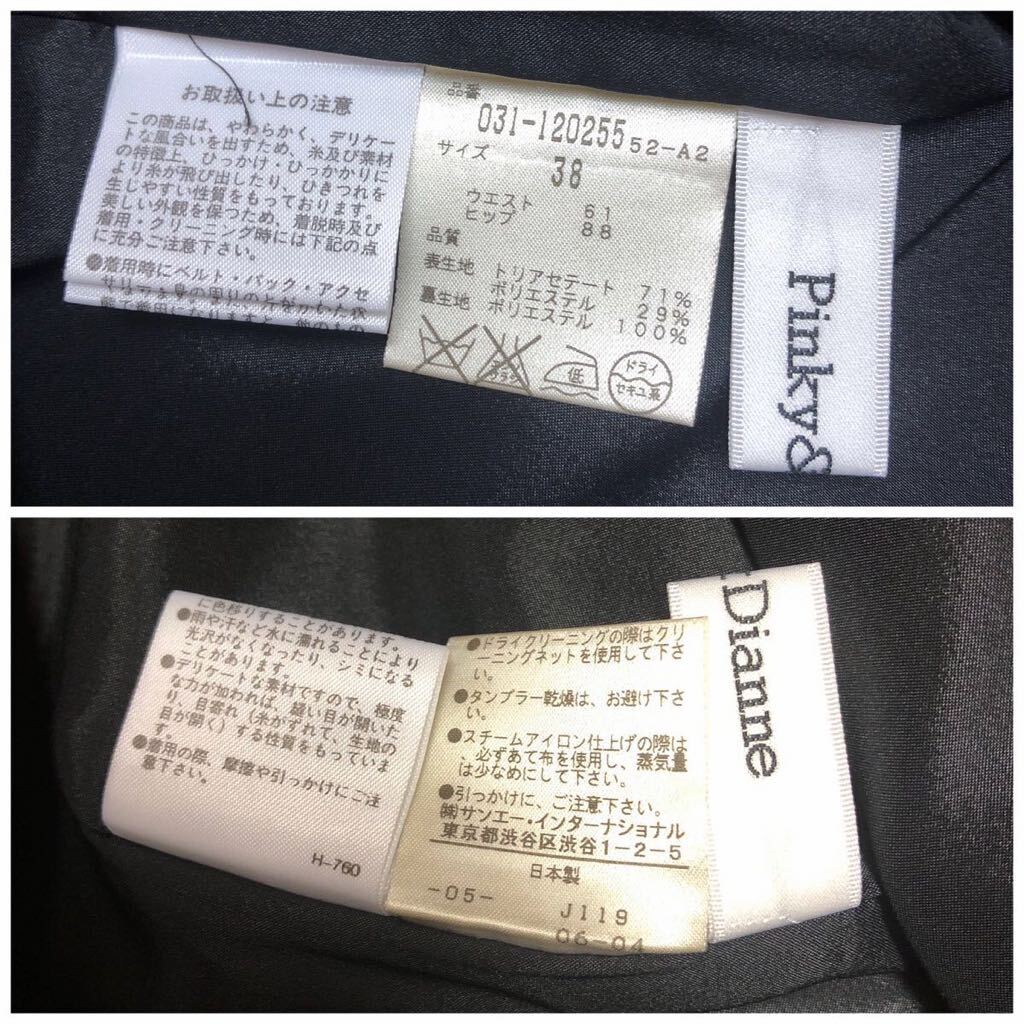 お取扱い上の注意
この商品は、やわらかく、デリケー
トな風合いを出すため、糸及び素材
の特徴上、ひっかけ・ひっかかりに
より糸が飛び出したり、ひきつれを
生じやすい性質をもっております。
美しい外観を保つため、着脱時及び
着用・クリーニング時には下記の点
に充分ご注意下さい。
●着用時にベルト・バック・アクセ
品番
031-120255 52-A2
サイズ
38
ウエスト 61
ヒップ 88
品質
表生地 トリアセテート 71%
ポリエステル 29%
裏生地 ポリエステル 100%
低
ドライ
セキユ系
Pinky&
に色移りすることがあります。
●雨や汗など水に濡れることにより
光沢がなくなったり、シミになる
ことがあります。
●デリケートな素材ですので、極度
な力が加われば、縫い目が開いた
り、目寄れ（糸がずれて、生地の
目が開く）する性質をもっていま
す。
●着用の際、摩擦や引っかけにご注
意下さい。
H-760
●ドライクリーニングの際はクリ
ーニングネットを使用して下さ
い。
●タンブラー乾燥は、お避け下さ
い。
●スチームアイロン仕上げの際は
、必ずあて布を使用し、蒸気量
は少なめにして下さい。
●引っかけに、ご注意下さい。
㈱サンエー・インターナショナル
東京都渋谷区渋谷1-2-5
日本製
-05- J119
06-04
Dianne